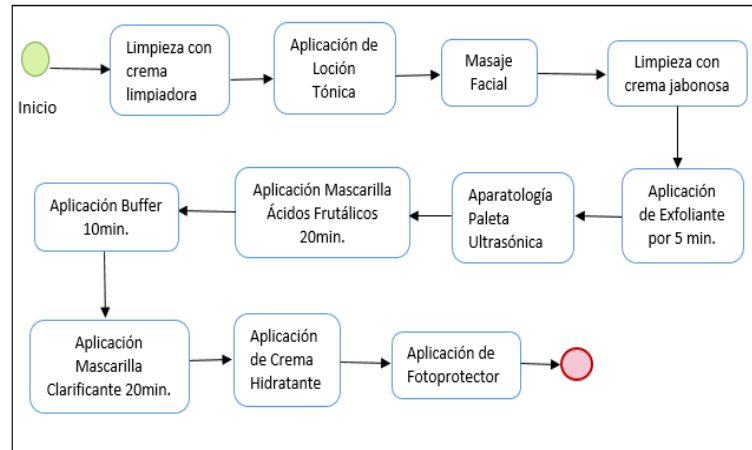 Inicio
Limpieza con
crema
limpiadora
Aplicación de
Loción
Tónica
Masaje
Facial
Limpieza con
crema jabonosa
Aplicación
de Exfoliante
por 5 min.
Aparatología
Paleta
Ultrasónica
Aplicación Mascarilla
Ácidos Frutálicos
20min.
Aplicación Buffer
10min.
Aplicación
Mascarilla
Clarificante 20min.
Aplicación
de Crema
Hidratante
Aplicación de
Fotoprotector